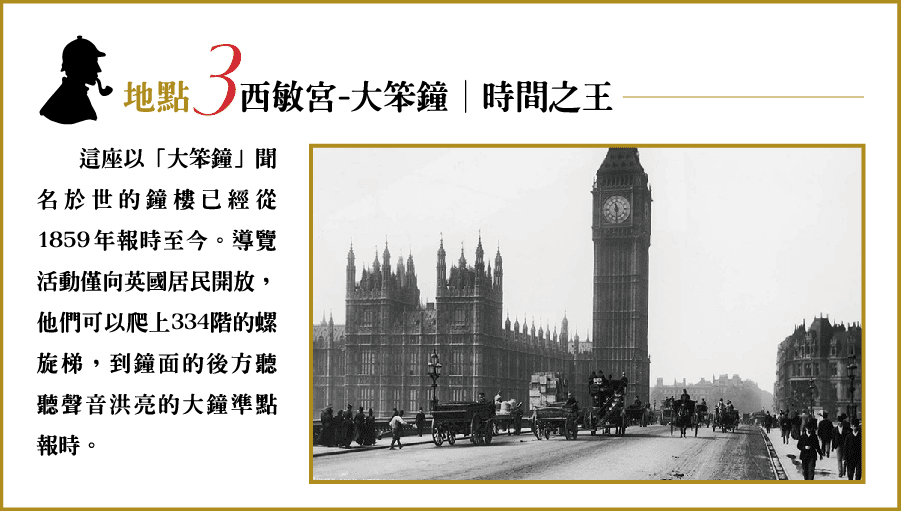 地點3西敏宮-大笨鐘｜時間之王
這座以「大笨鐘」聞
名於世的鐘樓已經從
1859年報時至今。導覽
活動僅向英國居民開放，
他們可以爬上334階的螺
旋梯，到鐘面的後方聽
聽聲音洪亮的大鐘準點
報時。